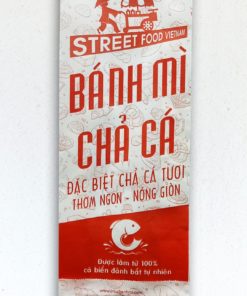 STREET FOOD VIETNAM
BÁNH MÌ
CHẢ CÁ
ĐẶC BIỆT CHẢ CÁ TƯƠI
THƠM NGON - NÓNG GIÒN
Được làm từ 100%
cá biển đánh bắt tự nhiên